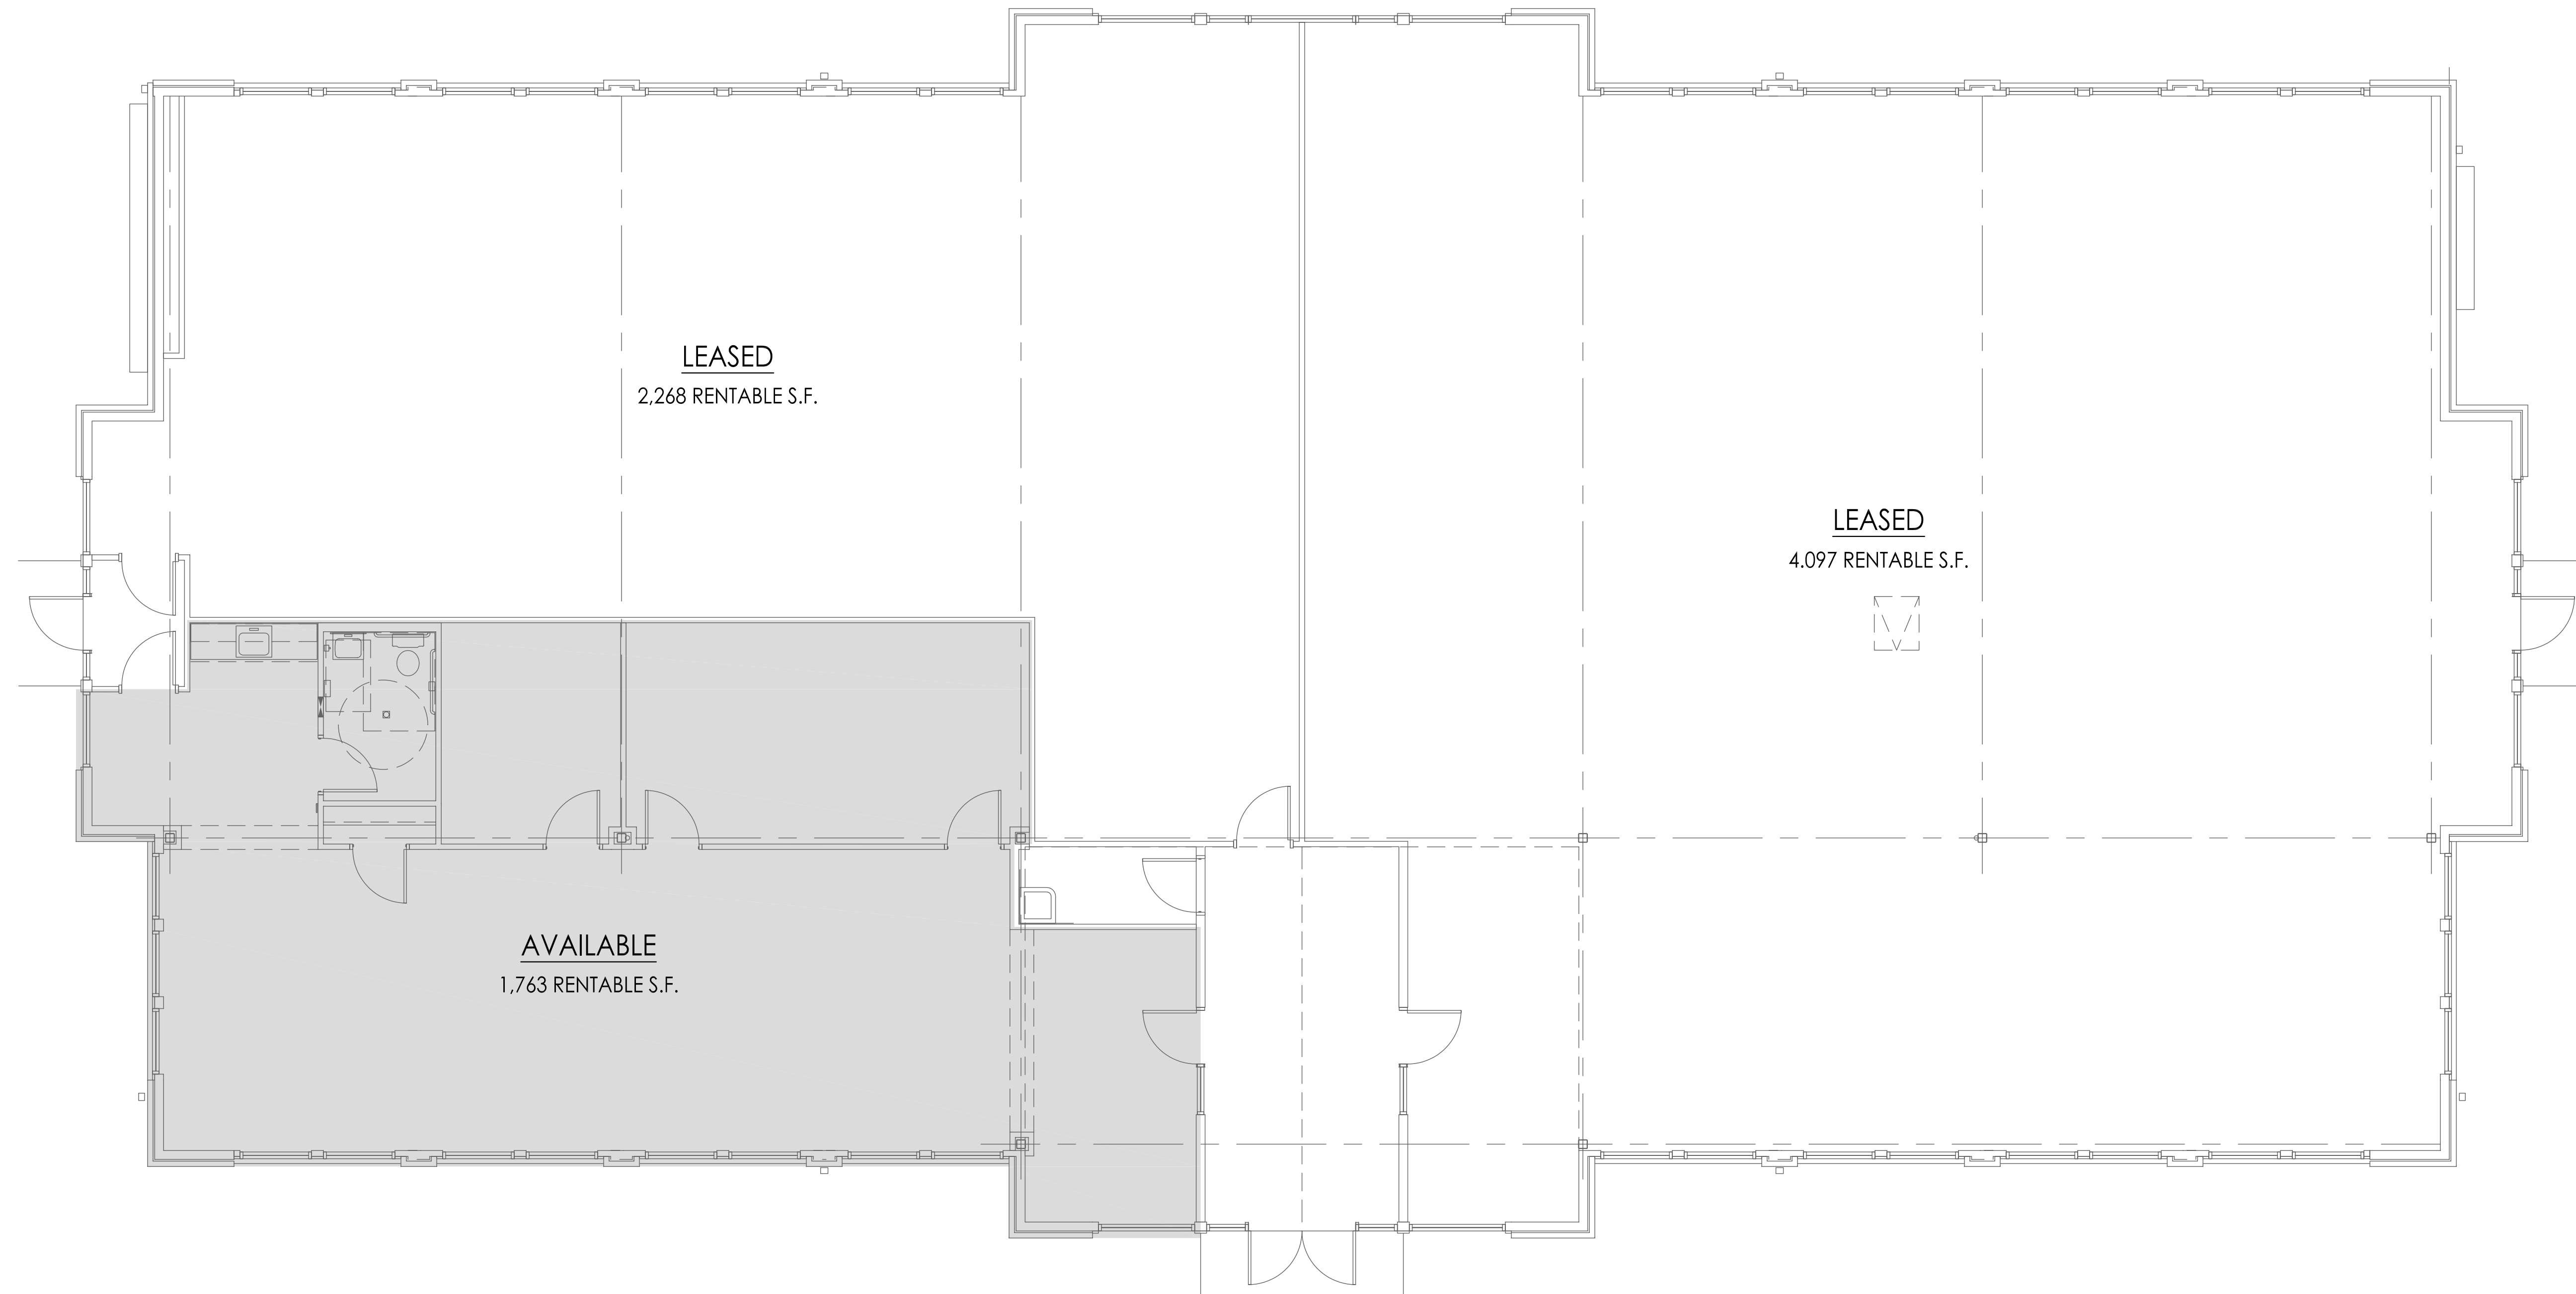 LEASED
2,268 RENTABLE S.F.
LEASED
4.097 RENTABLE S.F.
AVAILABLE
1,763 RENTABLE S.F.